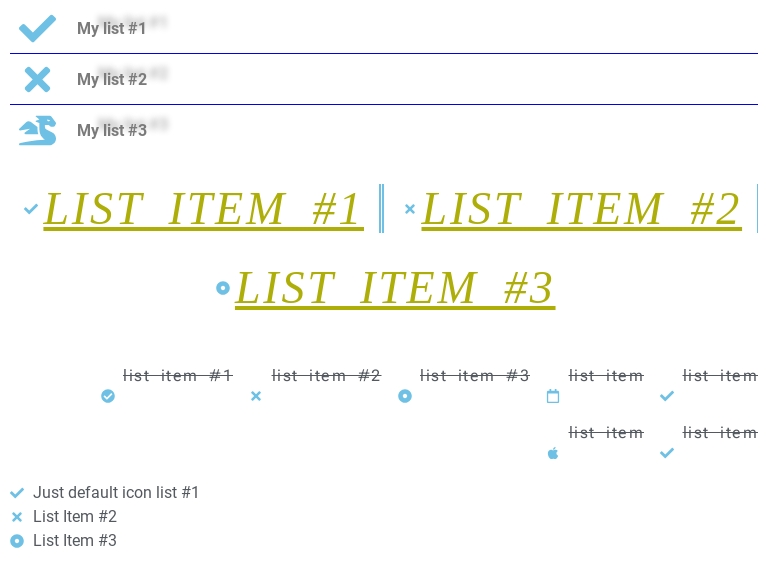 My list #1
My list #2
My list #3
LIST ITEM #1 LIST ITEM #2
LIST ITEM #3
list item #1 list item #2 list item #3 list item list item
list item list item
Just default icon list #1
List Item #2
List Item #3